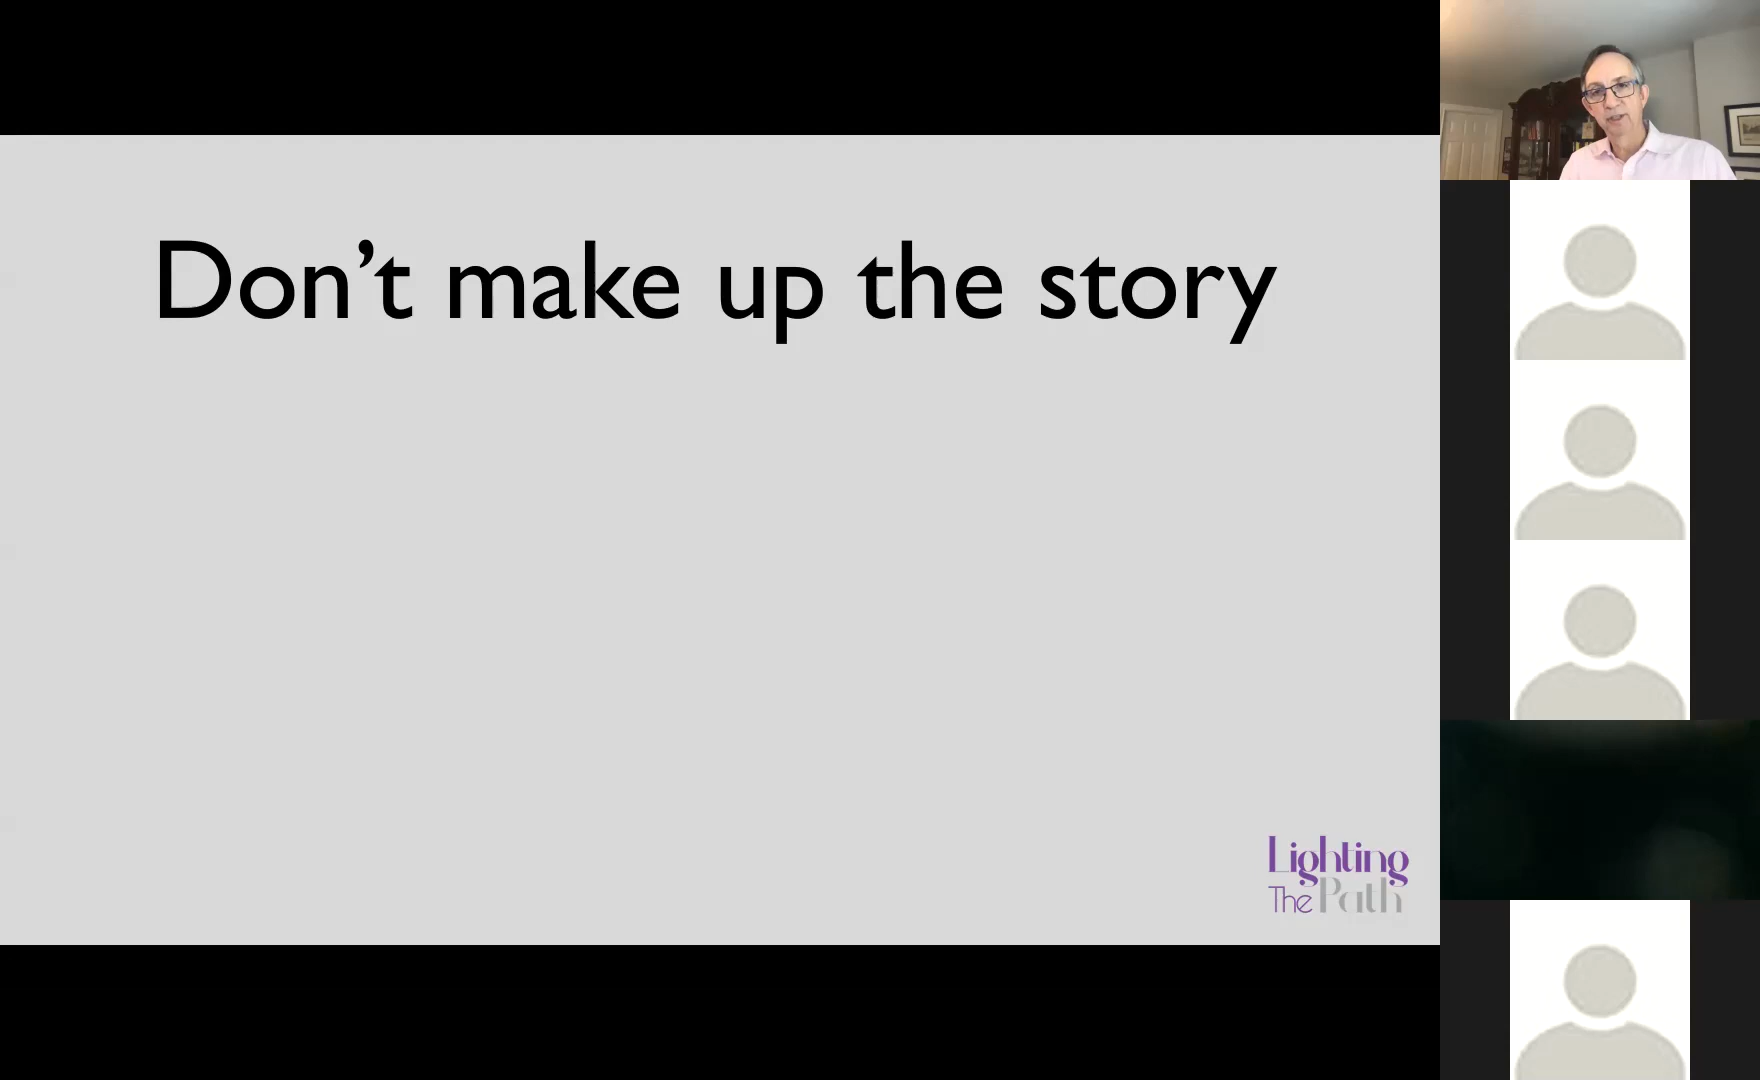 Don’t make up the story
Lighting
The Path